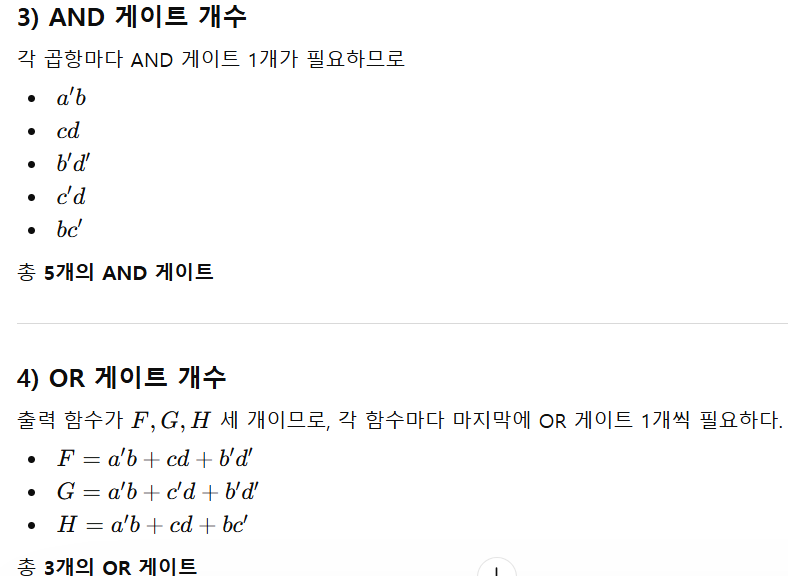 3) AND 게이트 개수
각 곱항마다 AND 게이트 1개가 필요하므로
• a′b
• cd
• b′d′
• c′d
• bc′
총 5개의 AND 게이트
4) OR 게이트 개수
출력 함수가 F, G, H 세 개이므로, 각 함수마다 마지막에 OR 게이트 1개씩 필요하다.
• F = a′b + cd + b′d′
• G = a′b + c′d + b′d′
• H = a′b + cd + bc′
총 3개의 OR 게이트